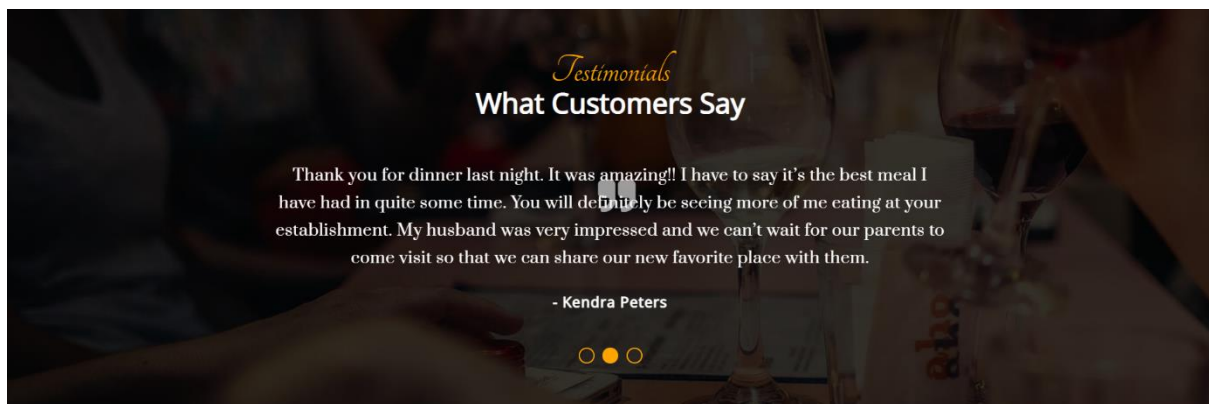 Testimonials
What Customers Say
Thank you for dinner last night. It was amazing!! I have to say it’s the best meal I
have had in quite some time. You will definitely be seeing more of me eating at your
establishment. My husband was very impressed and we can’t wait for our parents to
come visit so that we can share our new favorite place with them.
- Kendra Peters